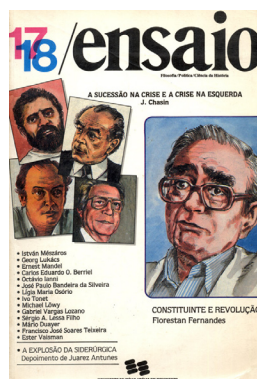 17
18 /ensaio
Filosofia/Política/Ciência da História
A SUCESSÃO NA CRISE E A CRISE NA ESQUERDA
J. Chasin
• István Mészáros
• Georg Lukács
• Ernest Mandel
• Carlos Eduardo O. Berriel
• Octávio Ianni
• José Paulo Bandeira da Silveira
• Lígia Maria Osório
• Ivo Tonet
• Michael Löwy
• Gabriel Vargas Lozano
• Sérgio A. Lessa Filho
• Mário Duayer
• Francisco José Soares Teixeira
• Ester Vaisman
• A EXPLOSÃO DA SIDERÚRGICA
Depoimento de Juarez Antunes
CONSTITUINTE E REVOLUÇÃ
Florestan Fernandes